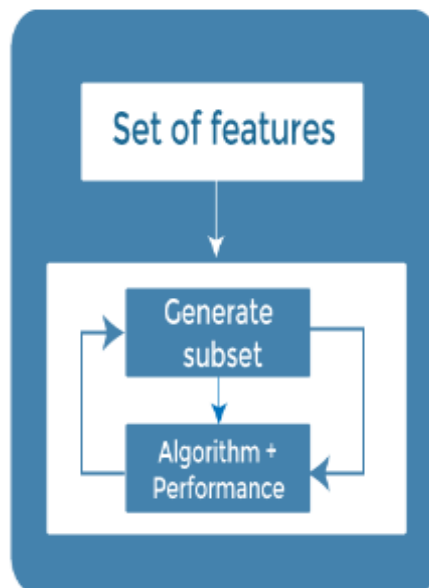 Set of features
Generate
subset
Algorithm +
Performance